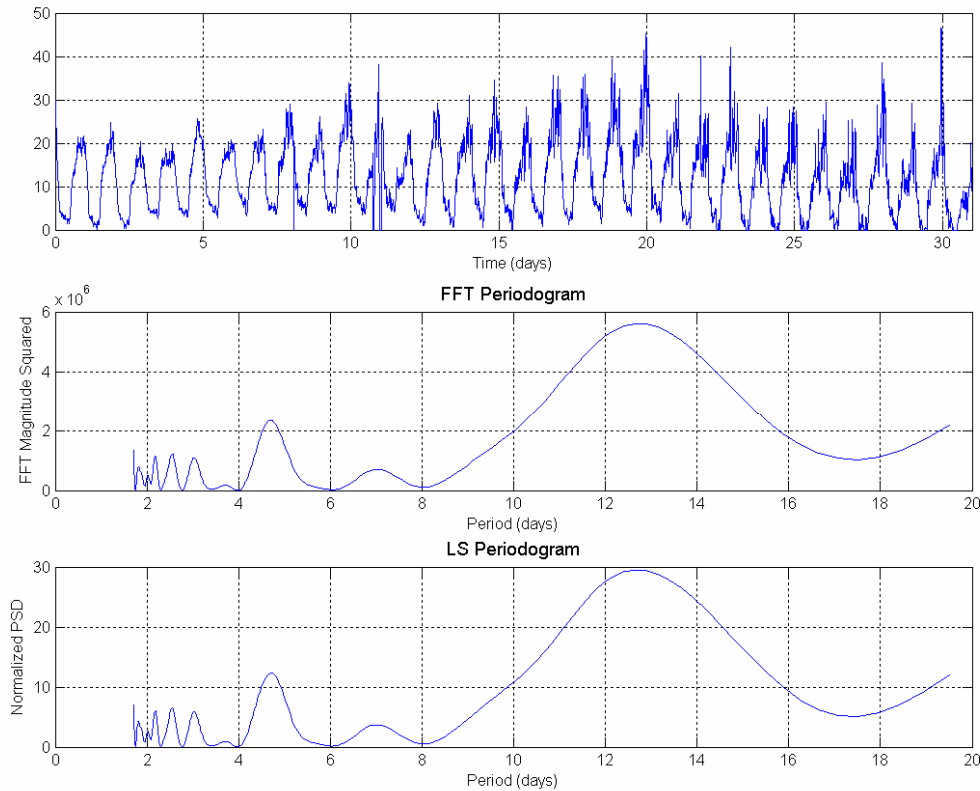 50
40
30
20
10
0
0 5 10 15 20 25 30
Time (days)
FFT Periodogram
x 10^6
6
4
2
0
FFT Magnitude Squared
0 2 4 6 8 10 12 14 16 18 20
Period (days)
LS Periodogram
30
20
10
0
Normalized PSD
0 2 4 6 8 10 12 14 16 18 20
Period (days)